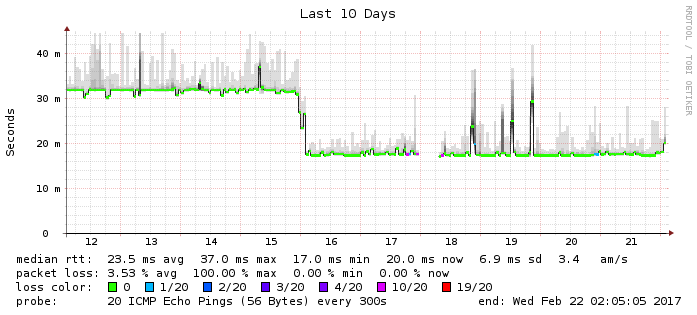 Last 10 Days
RRDTOOL / TOBI OETIKER
Seconds
40 m
30 m
20 m
10 m
0
12 13 14 15 16 17 18 19 20 21
median rtt: 23.5 ms avg 37.0 ms max 17.0 ms min 20.0 ms now 6.9 ms sd 3.4 am/s
packet loss: 3.53 % avg 100.00 % max 0.00 % min 0.00 % now
loss color: 0 1/20 2/20 3/20 4/20 10/20 19/20
probe: 20 ICMP Echo Pings (56 Bytes) every 300s end: Wed Feb 22 02:05:05 2017